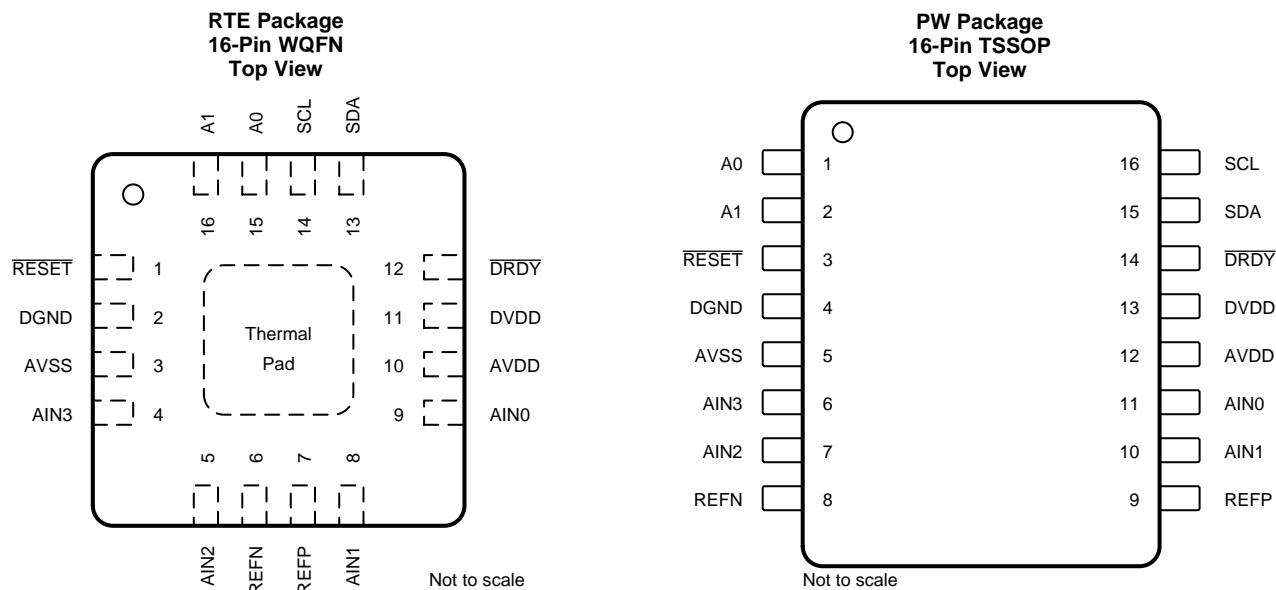 RTE Package
16-Pin WQFN
Top View
A1
A0
SCL
SDA
16
15
14
13
RESET 1
12 DRDY
DGND 2
11 DVDD
AVSS 3
10 AVDD
AIN3 4
9 AIN0
Thermal
Pad
5
6
7
8
AIN2
REFN
REFP
AIN1
Not to scale
PW Package
16-Pin TSSOP
Top View
A0 1 16 SCL
A1 2 15 SDA
RESET 3 14 DRDY
DGND 4 13 DVDD
AVSS 5 12 AVDD
AIN3 6 11 AIN0
AIN2 7 10 AIN1
REFN 8 9 REFP
Not to scale